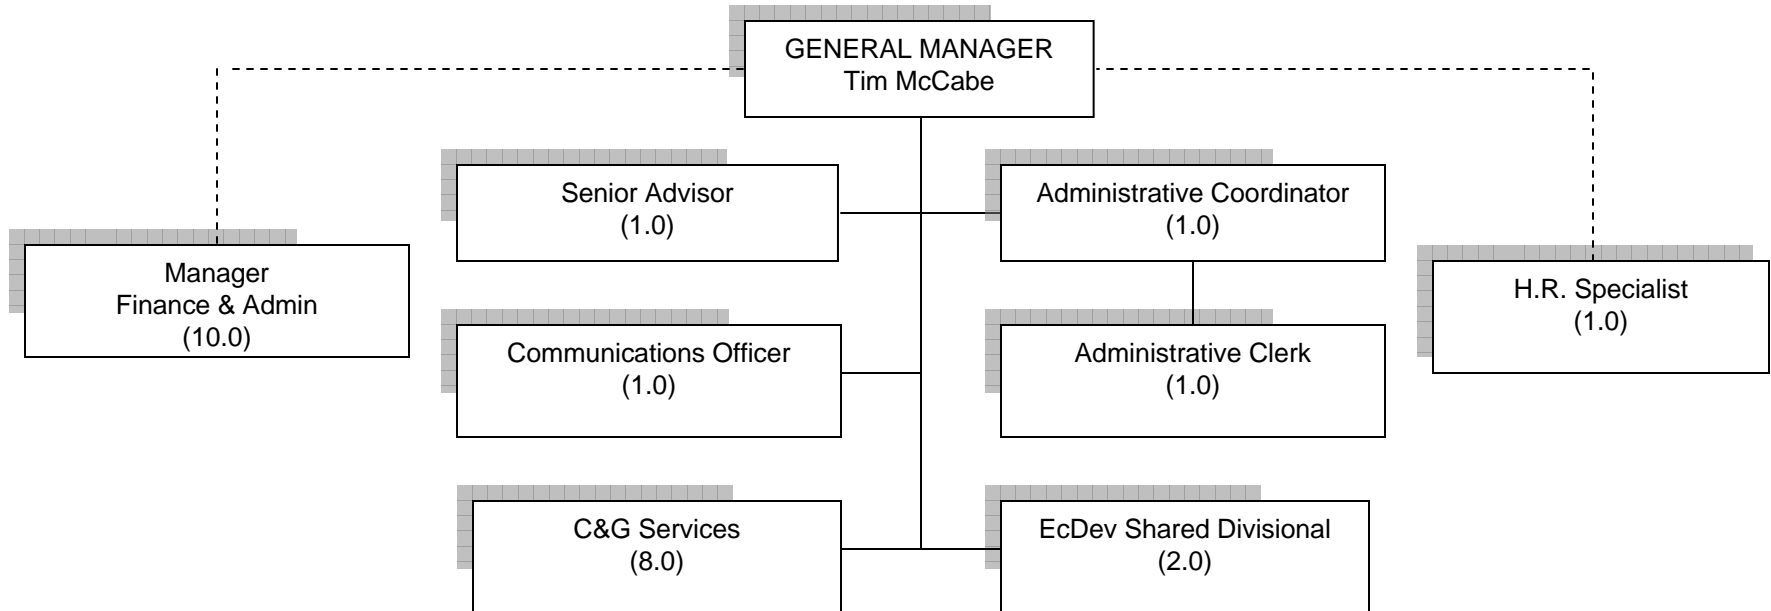 GENERAL MANAGER
Tim McCabe
Senior Advisor
(1.0)
Administrative Coordinator
(1.0)
Manager
Finance & Admin
(10.0)
H.R. Specialist
(1.0)
Communications Officer
(1.0)
Administrative Clerk
(1.0)
C&G Services
(8.0)
EcDev Shared Divisional
(2.0)